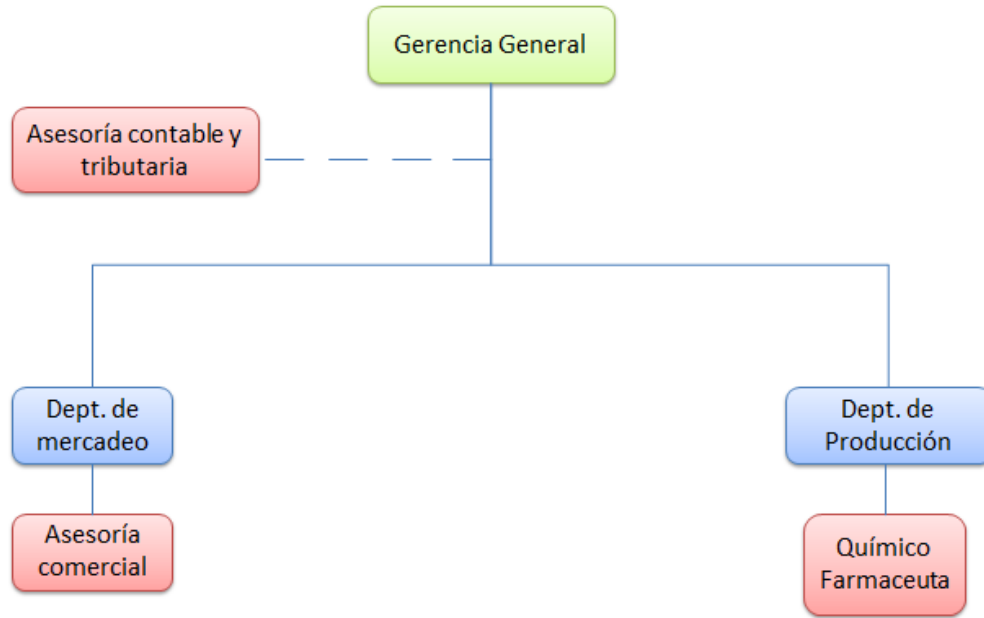 Gerencia General
Asesoría contable y
tributaria
Dept. de
mercadeo
Dept. de
Producción
Asesoría
comercial
Químico
Farmaceuta